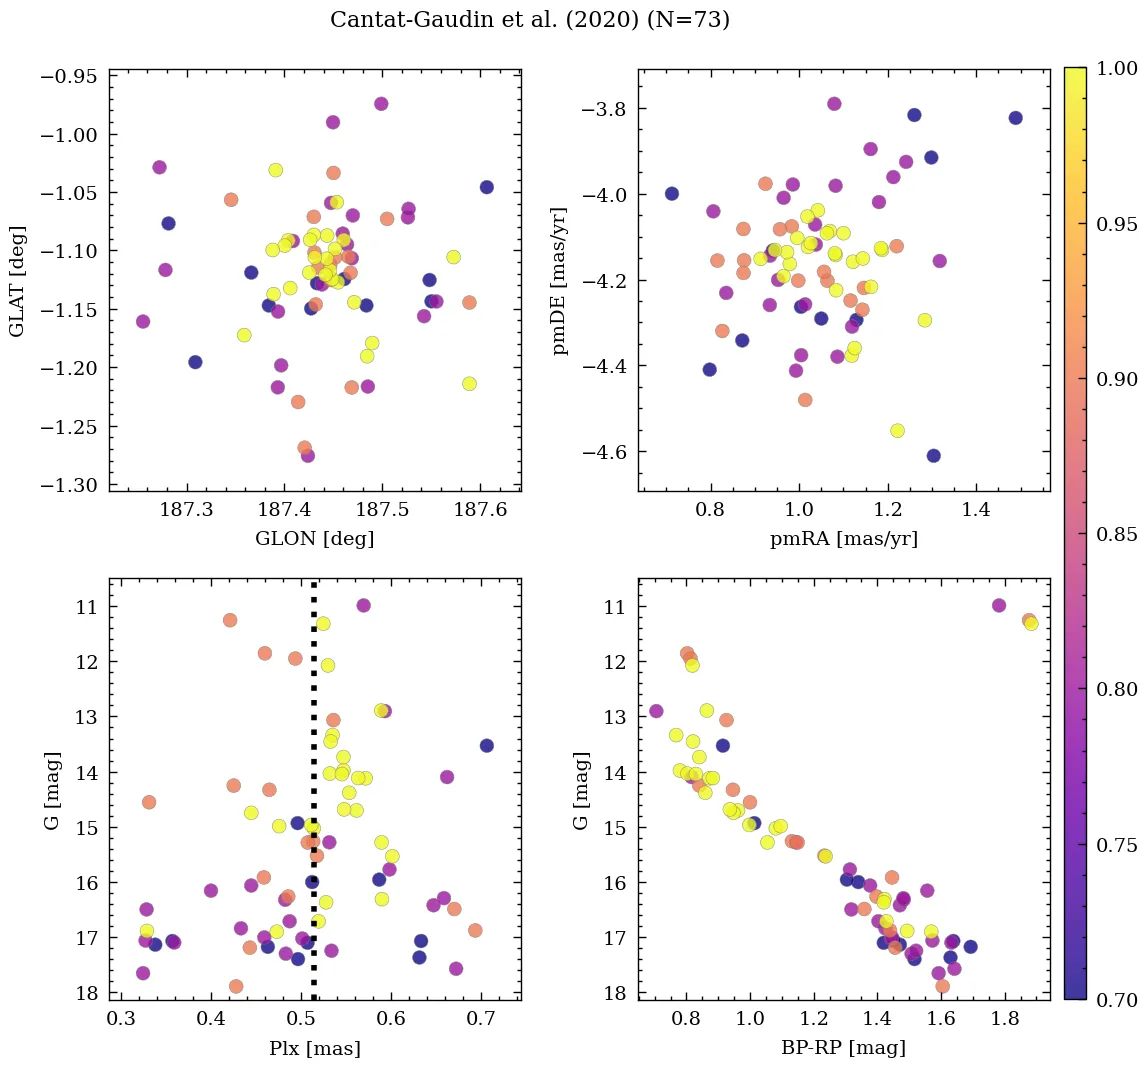 Cantat-Gaudin et al. (2020) (N=73)
−0.95
−1.00
−1.05
−1.10
−1.15
−1.20
−1.25
−1.30
GLAT [deg]
187.3 187.4 187.5 187.6
GLON [deg]
−3.8
−4.0
−4.2
−4.4
−4.6
pmDE [mas/yr]
0.8 1.0 1.2 1.4
pmRA [mas/yr]
11
12
13
14
15
16
17
18
G [mag]
0.3 0.4 0.5 0.6 0.7
Plx [mas]
11
12
13
14
15
16
17
18
G [mag]
0.8 1.0 1.2 1.4 1.6 1.8
BP-RP [mag]
1.00
0.95
0.90
0.85
0.80
0.75
0.70